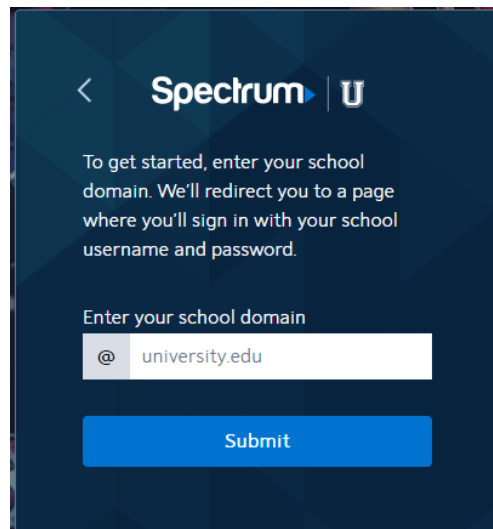 Spectrum U
To get started, enter your school
domain. We'll redirect you to a page
where you'll sign in with your school
username and password.
Enter your school domain
@ university.edu
Submit